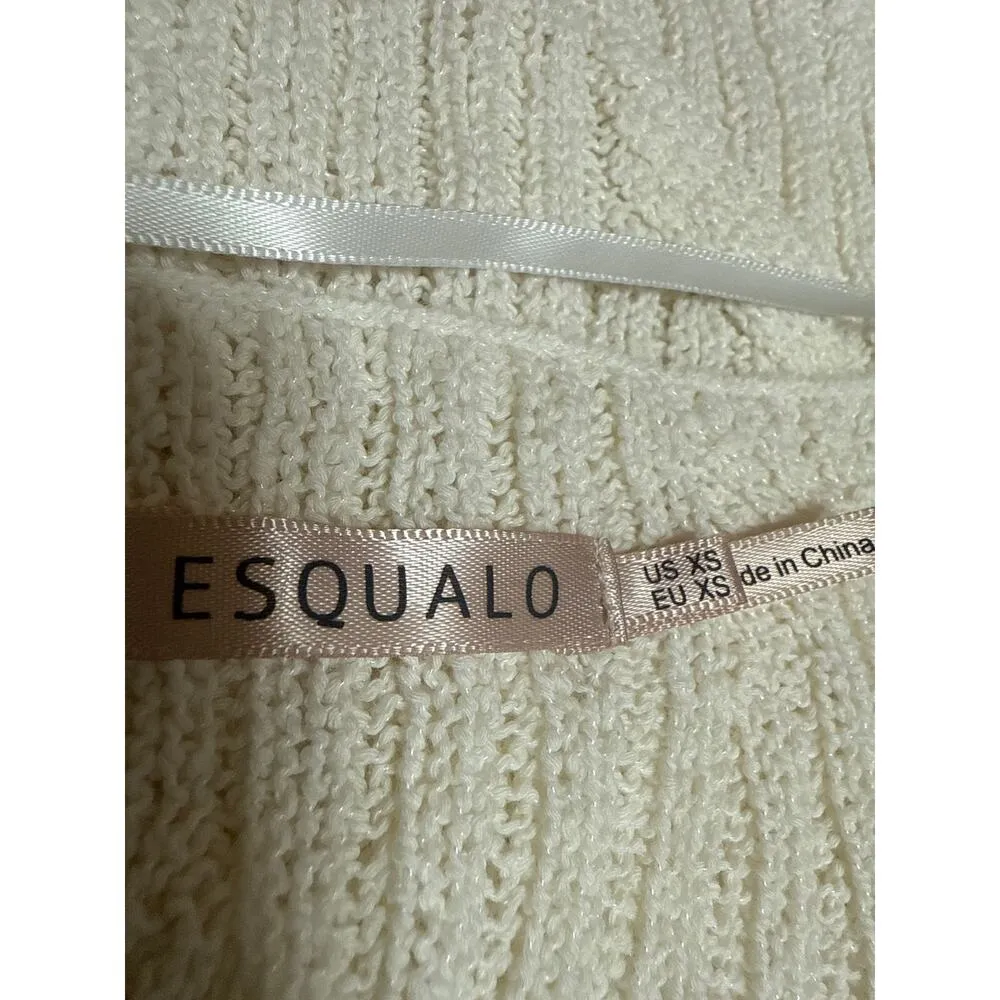 ESQUALO
US XS
EU XS
de in China